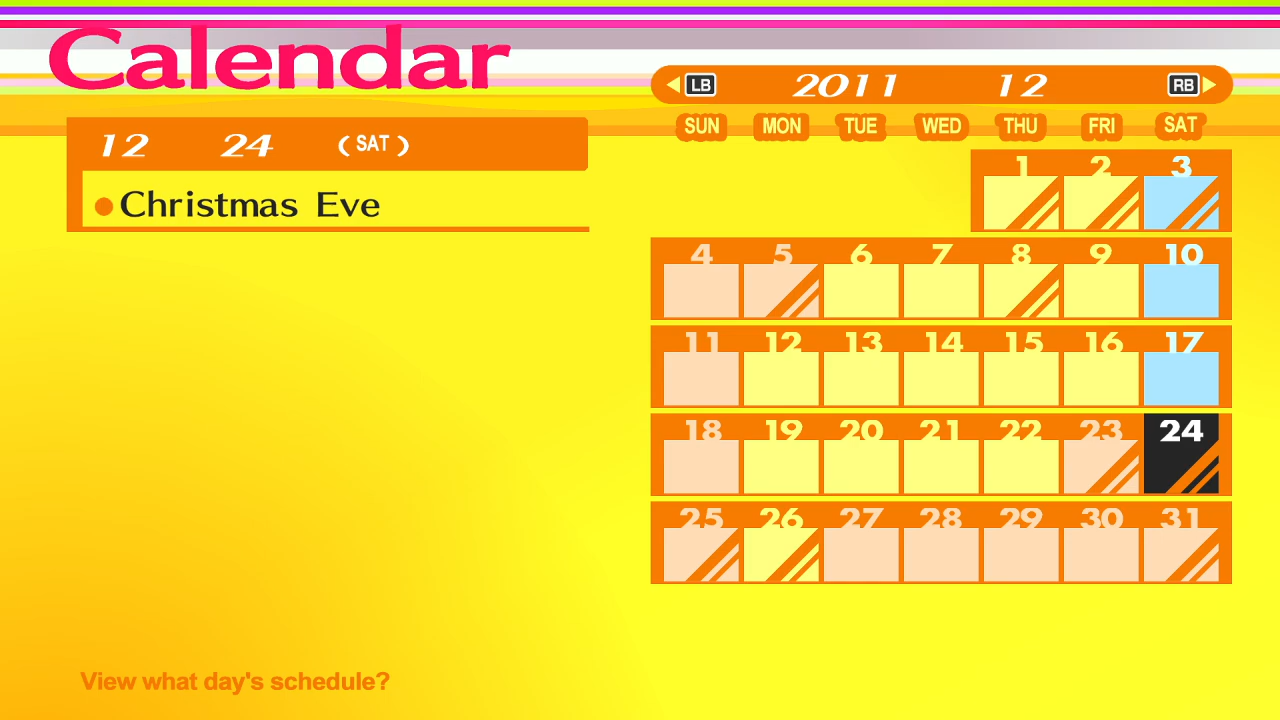 Calendar
LB 2011 12 RB
12 24 (SAT)
Christmas Eve
SUN MON TUE WED THU FRI SAT
1 2 3
4 5 6 7 8 9 10
11 12 13 14 15 16 17
18 19 20 21 22 23 24
25 26 27 28 29 30 31
View what day's schedule?